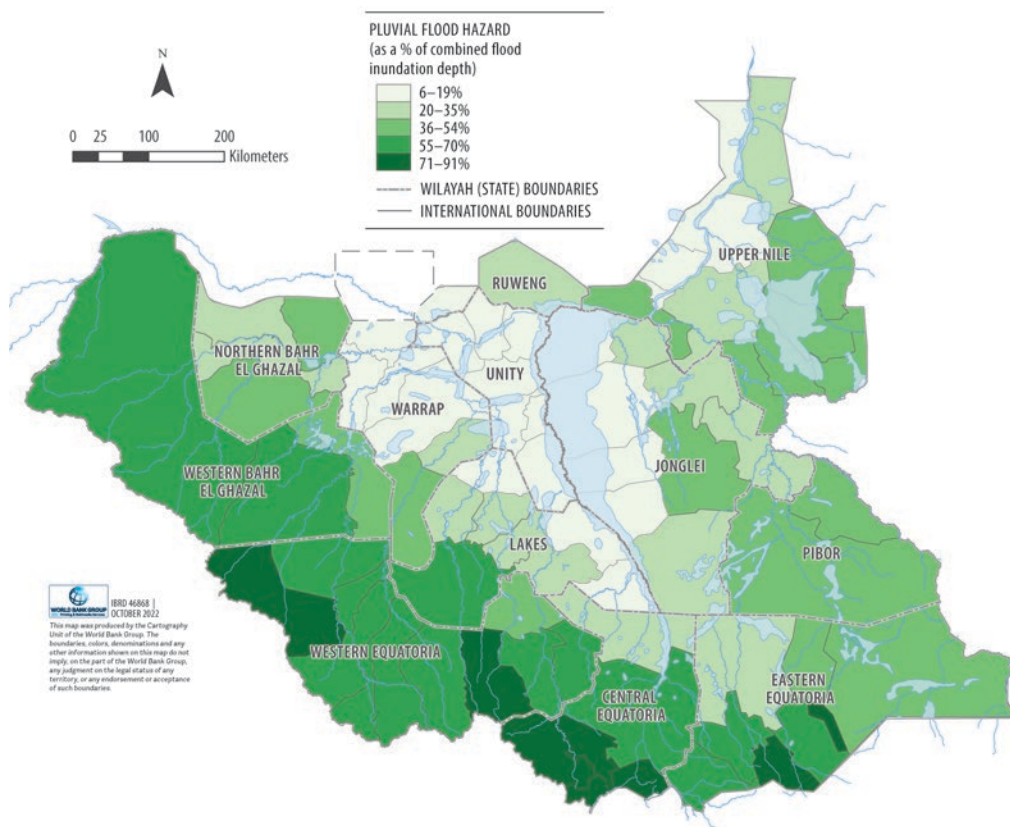 PLUVIAL FLOOD HAZARD
(as a % of combined flood
inundation depth)
6–19%
20–35%
36–54%
55–70%
71–91%
WILAYAH (STATE) BOUNDARIES
INTERNATIONAL BOUNDARIES
N
0 25 100 200
Kilometers
UPPER NILE
RUWENG
NORTHERN BAHR
EL GHAZAL
UNITY
WARRAP
WESTERN BAHR
EL GHAZAL
JONGLEI
LAKES
PIBOR
WESTERN EQUATORIA
CENTRAL
EQUATORIA
EASTERN
EQUATORIA
WORLD BANK GROUP
IBRD 46868 |
OCTOBER 2022
This map was produced by the Cartography
Unit of the World Bank Group. The
boundaries, colors, denominations and any
other information shown on this map do not
imply, on the part of the World Bank Group,
any judgment on the legal status of any
territory, or any endorsement or acceptance
of such boundaries.